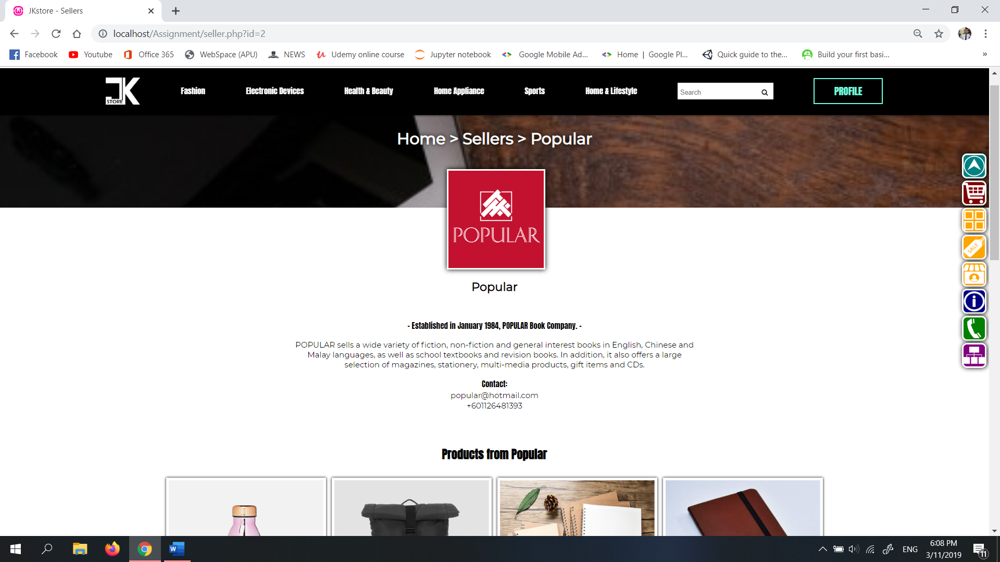 JKstore - Sellers
localhost/Assignment/seller.php?id=2
Facebook Youtube Office 365 WebSpace (APU) NEWS Udemy online course Jupyter notebook Google Mobile Ad... Home | Google Pl... Quick guide to the... Build your first basi... »
JK STORE Fashion Electronic Devices Health & Beauty Home Appliance Sports Home & Lifestyle Search PROFILE
Home > Sellers > Popular
POPULAR
SALE
Popular
- Established in January 1984, POPULAR Book Company. -
POPULAR sells a wide variety of fiction, non-fiction and general interest books in English, Chinese and
Malay languages, as well as school textbooks and revision books. In addition, it also offers a large
selection of magazines, stationery, multi-media products, gift items and CDs.
Contact:
popular@hotmail.com
+601126481393
Products from Popular
ENG
6:08 PM
3/11/2019
11